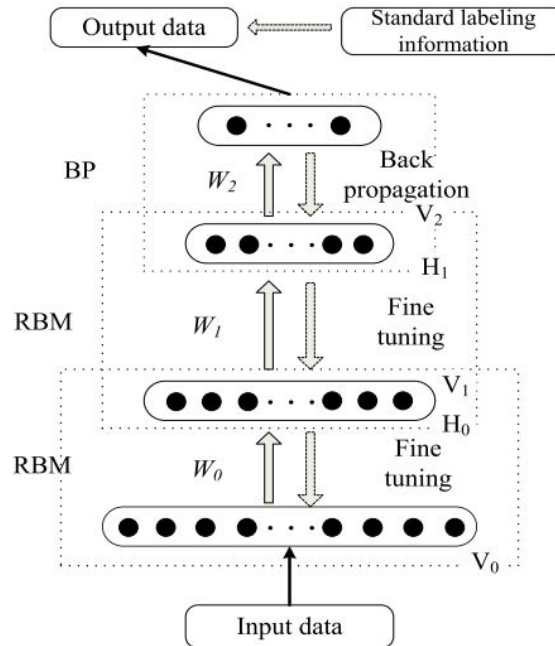 Output data
Standard labeling
information
BP
W2
Back
propagation
V2
H1
RBM
W1
Fine
tuning
V1
H0
RBM
W0
Fine
tuning
V0
Input data